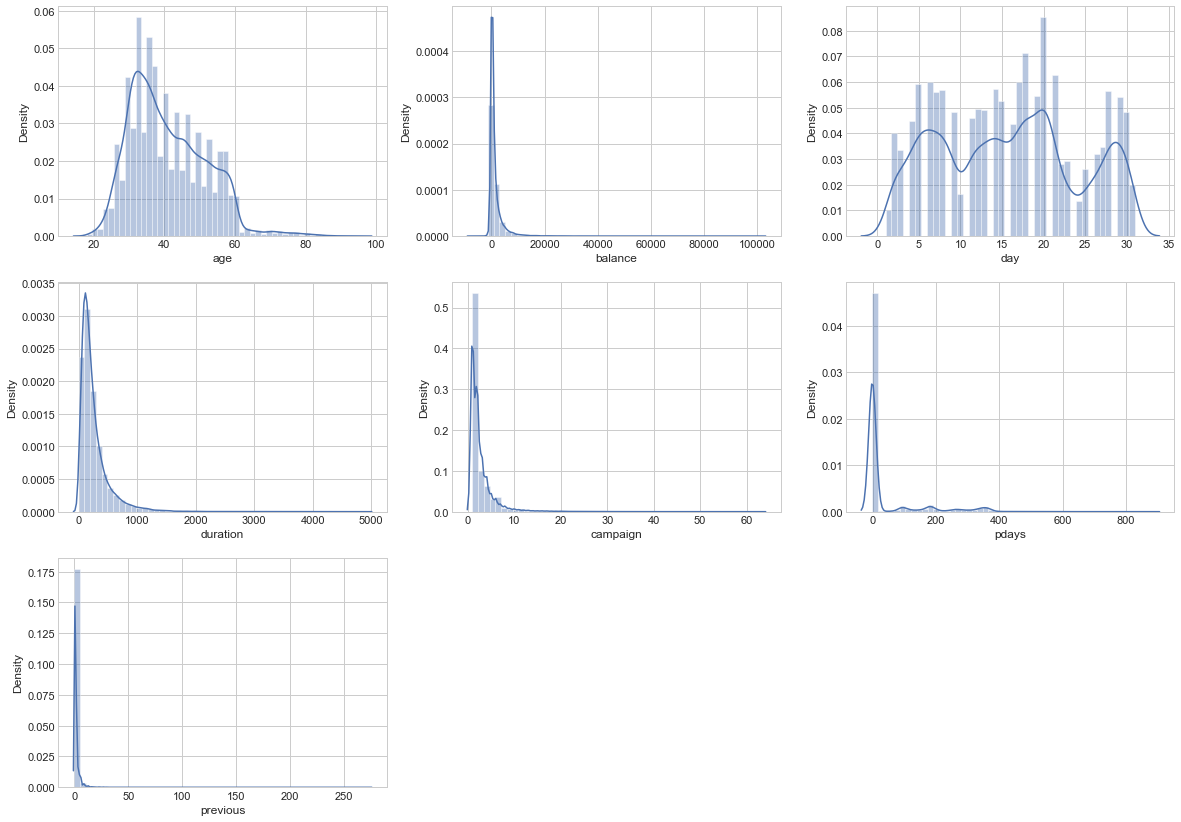 0.06
0.05
0.04
0.03
0.02
0.01
0.00
Density
20 40 60 80 100
age
0.0004
0.0003
0.0002
0.0001
0.0000
Density
0 20000 40000 60000 80000 100000
balance
0.08
0.07
0.06
0.05
0.04
0.03
0.02
0.01
0.00
Density
0 5 10 15 20 25 30 35
day
0.0035
0.0030
0.0025
0.0020
0.0015
0.0010
0.0005
0.0000
Density
0 1000 2000 3000 4000 5000
duration
0.5
0.4
0.3
0.2
0.1
0.0
Density
0 10 20 30 40 50 60
campaign
0.04
0.03
0.02
0.01
0.00
Density
0 200 400 600 800
pdays
0.175
0.150
0.125
0.100
0.075
0.050
0.025
0.000
Density
0 50 100 150 200 250
previous